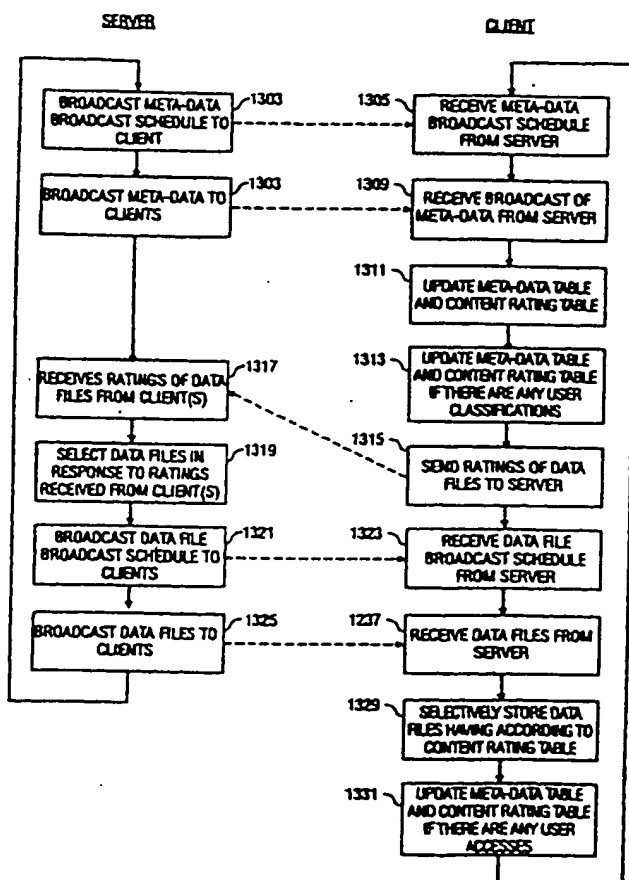 SERVER
CLIENT
1303
BROADCAST META-DATA
BROADCAST SCHEDULE TO
CLIENT
1305
RECEIVE META-DATA
BROADCAST SCHEDULE
FROM SERVER
1303
BROADCAST META-DATA TO
CLIENTS
1309
RECEIVE BROADCAST OF
META-DATA FROM SERVER
1311
UPDATE META-DATA TABLE
AND CONTENT RATING TABLE
1313
UPDATE META-DATA TABLE
AND CONTENT RATING TABLE
IF THERE ARE ANY USER
CLASSIFICATIONS
1317
RECEIVES RATINGS OF DATA
FILES FROM CLIENT(S)
1315
SEND RATINGS OF DATA
FILES TO SERVER
1319
SELECT DATA FILES IN
RESPONSE TO RATINGS
RECEIVED FROM CLIENT(S)
1321
BROADCAST DATA FILE
BROADCAST SCHEDULE TO
CLIENTS
1323
RECEIVE DATA FILE
BROADCAST SCHEDULE
FROM SERVER
1325
BROADCAST DATA FILES TO
CLIENTS
1237
RECEIVE DATA FILES FROM
SERVER
1329
SELECTIVELY STORE DATA
FILES HAVING ACCORDING TO
CONTENT RATING TABLE
1331
UPDATE META-DATA TABLE
AND CONTENT RATING TABLE
IF THERE ARE ANY USER
ACCESSES